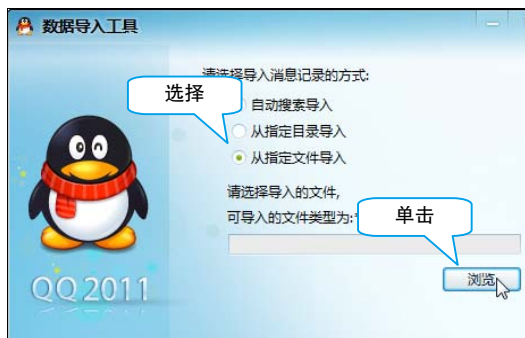 数据导入工具
请选择导入消息记录的方式:
选择
自动搜素导入
从指定目录导入
从指定文件导入
请选择导入的文件,
可导入的文件类型为:
单击
浏览
QQ2011